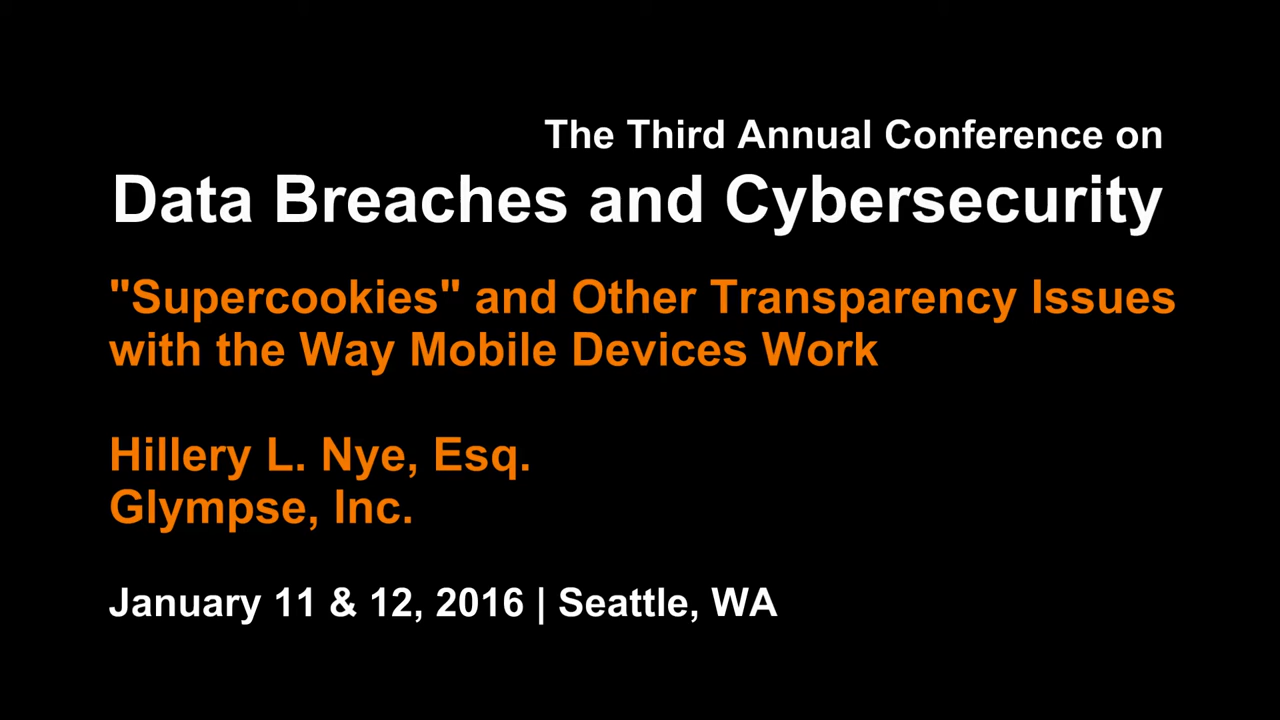 The Third Annual Conference on
Data Breaches and Cybersecurity
"Supercookies" and Other Transparency Issues
with the Way Mobile Devices Work
Hillery L. Nye, Esq.
Glympse, Inc.
January 11 & 12, 2016 | Seattle, WA